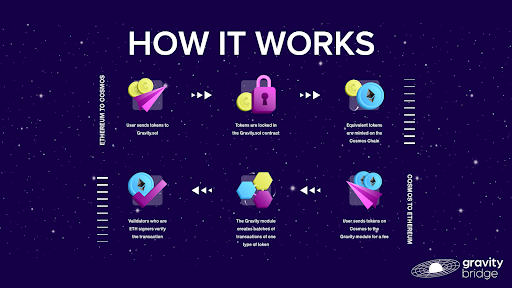 HOW IT WORKS
ETHEREUM TO COSMOS
User sends tokens to
Gravity.sol
Tokens are locked in
the Gravity.sol contract
Equivalent tokens
are minted on the
Cosmos Chain
COSMOS TO ETHEREUM
User sends tokens on
Cosmos to the
Gravity module for a fee
The Gravity module
creates batches of
transactions of one
type of token
Validators who are
ETH signers verify
the transaction
gravity
bridge